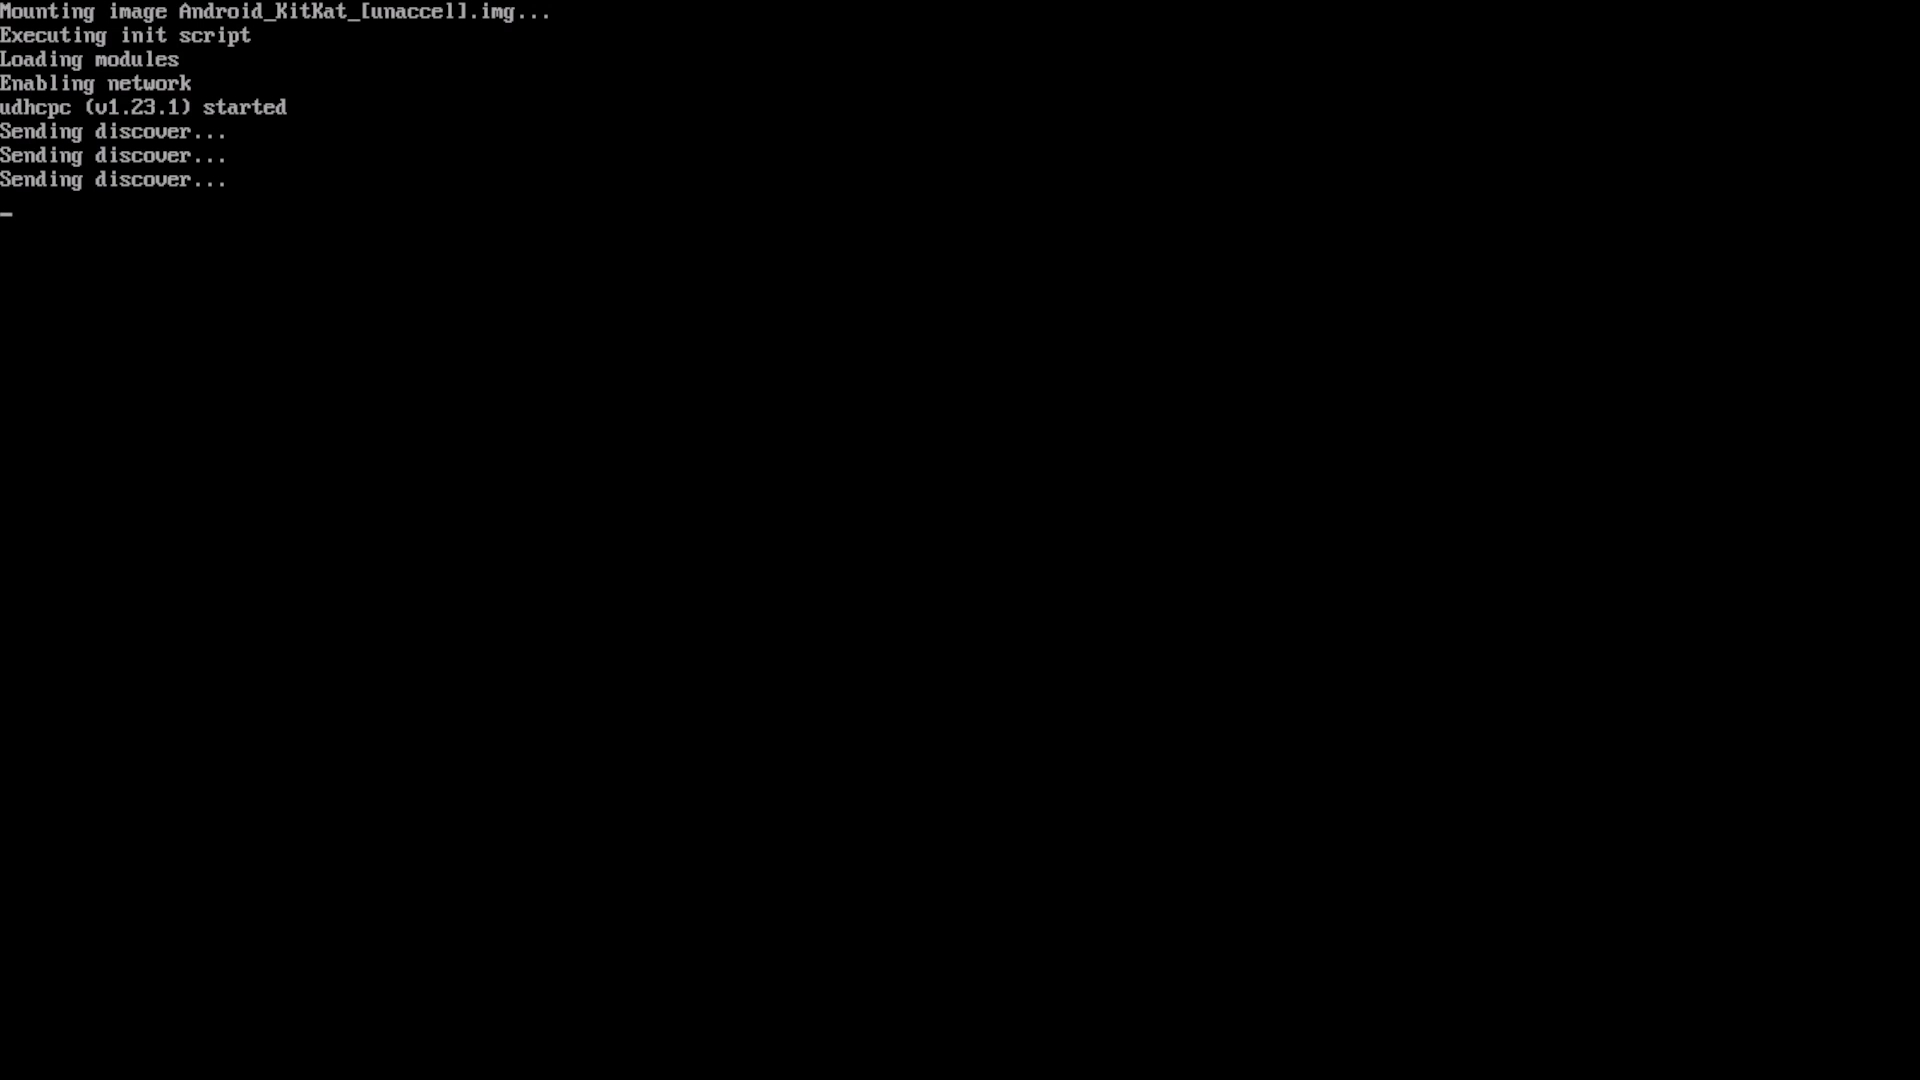 Mounting image Android_KitKat_[unaccel].img...
Executing init script
Loading modules
Enabling network
udhcpc (v1.23.1) started
Sending discover...
Sending discover...
Sending discover...
_